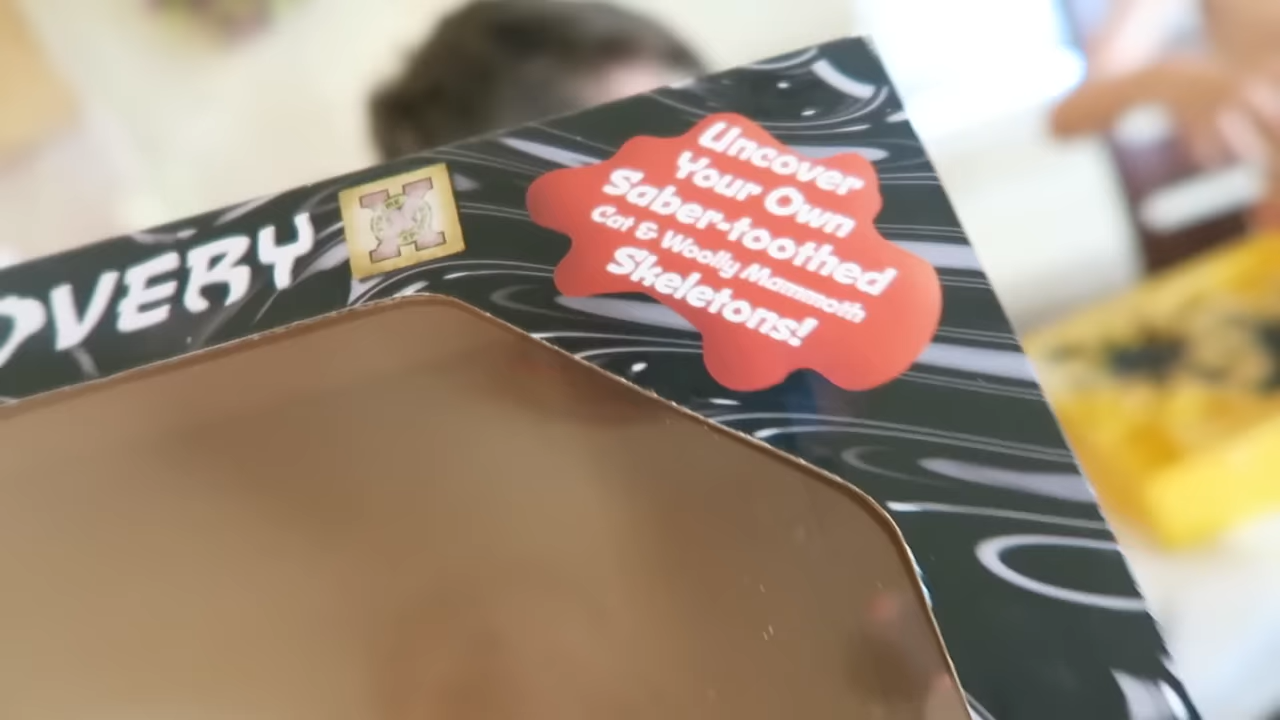 OVERY
Uncover
Your Own
Saber-toothed
Cat & Woolly Mammoth
Skeletons!